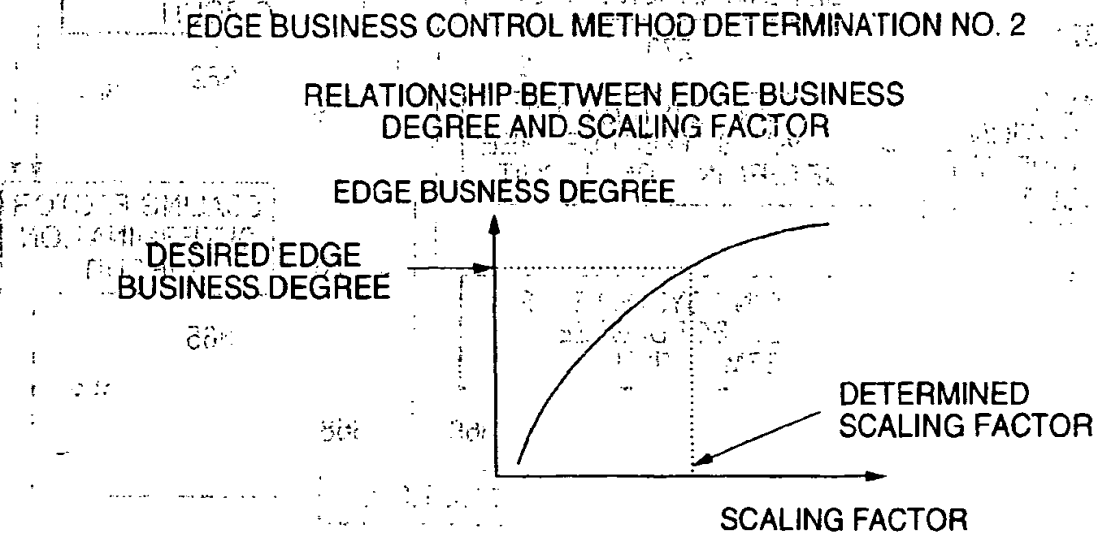 EDGE BUSINESS CONTROL METHOD DETERMINATION NO. 2
RELATIONSHIP BETWEEN EDGE BUSINESS
DEGREE AND SCALING FACTOR
EDGE BUSNESS DEGREE
DESIRED EDGE
BUSINESS DEGREE
DETERMINED
SCALING FACTOR
SCALING FACTOR